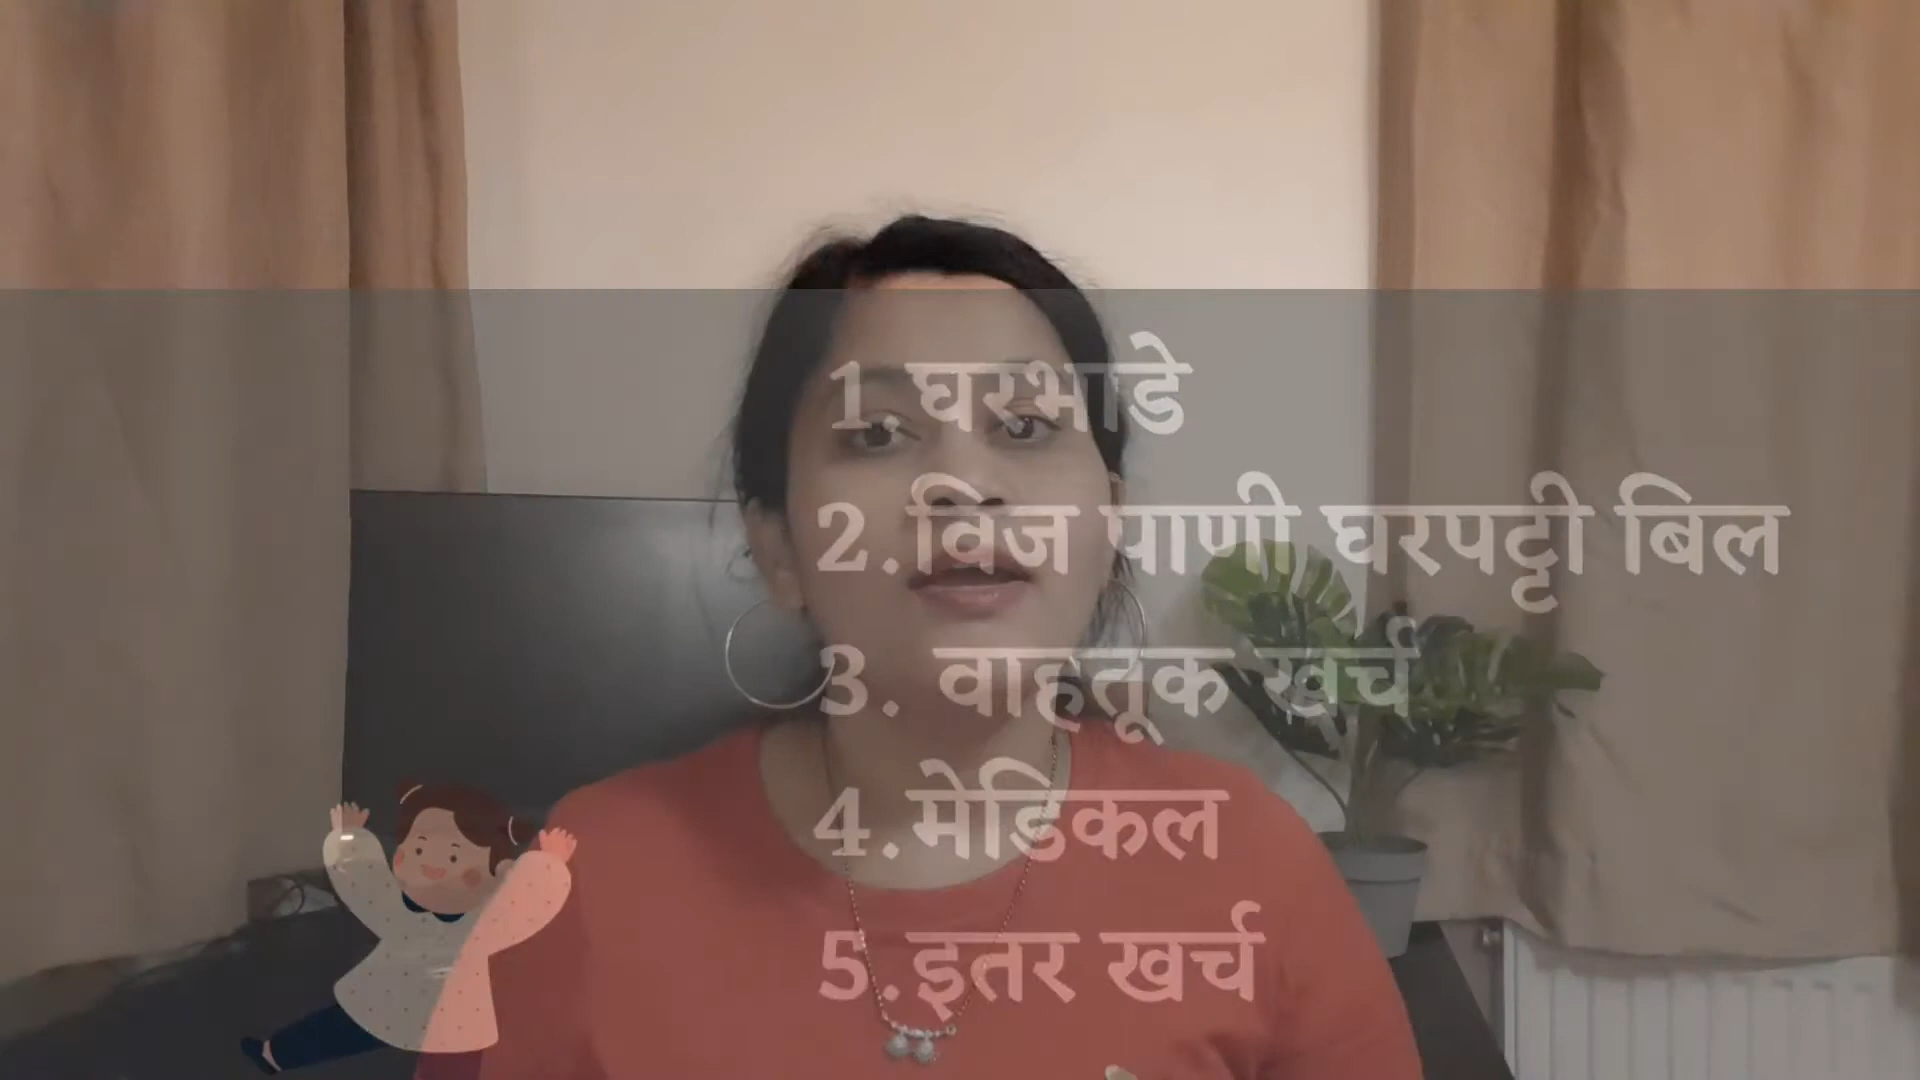 1.घरभाडे
2.विज पाणी घरपट्टी बिल
3. वाहतूक खर्च
4.मेडिकल
5.इतर खर्च